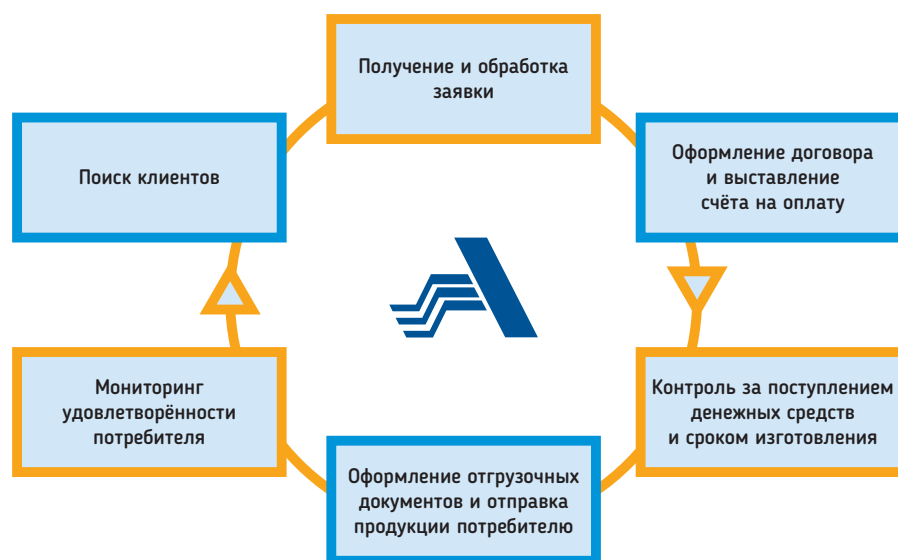 Получение и обработка
заявки
Оформление договора
и выставление
счёта на оплату
Контроль за поступлением
денежных средств
и сроком изготовления
Оформление отгрузочных
документов и отправка
продукции потребителю
Мониторинг
удовлетворённости
потребителя
Поиск клиентов